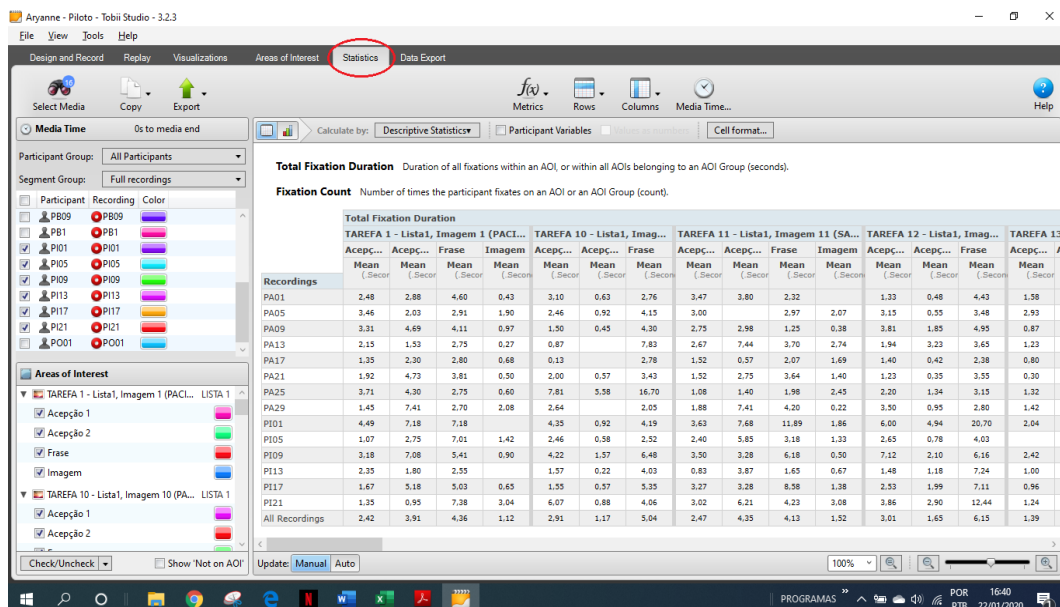 Aryanne - Piloto - Tobii Studio - 3.2.3
File View Tools Help
Design and Record Replay Visualizations Areas of Interest Statistics Data Export
Select Media Copy Export f(x) Metrics Rows Columns Media Time... Help
Media Time 0s to media end
Calculate by: Descriptive Statistics Participant Variables Values as numbers Cell format...
Participant Group: All Participants
Segment Group: Full recordings
Participant Recording Color
PB09 PB09
PB1 PB1
PI01 PI01
PI05 PI05
PI09 PI09
PI13 PI13
PI17 PI17
PI21 PI21
PO01 PO01
Areas of Interest
TAREFA 1 - Lista1, Imagem 1 (PACI... LISTA 1
Acepção 1
Acepção 2
Frase
Imagem
TAREFA 10 - Lista1, Imagem 10 (PA... LISTA 1
Acepção 1
Acepção 2
Check/Uncheck Show 'Not on AOI'
Total Fixation Duration Duration of all fixations within an AOI, or within all AOIs belonging to an AOI Group (seconds).
Fixation Count Number of times the participant fixates on an AOI or an AOI Group (count).
Total Fixation Duration
TAREFA 1 - Lista1, Imagem 1 (PACI... TAREFA 10 - Lista1, Imag... TAREFA 11 - Lista1, Imagem 11 (SA... TAREFA 12 - Lista1, Imag... TAREFA 13
Acepç... Acepç... Frase Imagem Acepç... Acepç... Frase Acepç... Acepç... Frase Imagem Acepç... Acepç... Frase Acepç...
Mean Mean Mean Mean Mean Mean Mean Mean Mean Mean Mean Mean Mean Mean Mean
Recordings (.Secor (.Secor (.Secor (.Secon (.Secor (.Secor (.Secon (.Secor (.Secor (.Secor (.Secon (.Secor (.Secor (.Secon (.Secor
PA01 2,48 2,88 4,60 0,43 3,10 0,63 2,76 3,47 3,80 2,32 1,33 0,48 4,43 1,58
PA05 3,46 2,03 2,91 1,90 2,46 0,92 4,15 3,00 2,97 2,07 3,15 0,55 3,48 2,93
PA09 3,31 4,69 4,11 0,97 1,50 0,45 4,30 2,75 2,98 1,25 0,38 3,81 1,85 4,95 0,87
PA13 2,15 1,53 2,75 0,27 0,87 7,83 2,67 7,44 3,70 2,74 1,94 3,23 3,65 1,23
PA17 1,35 2,30 2,80 0,68 0,13 2,78 1,52 0,57 2,07 1,69 1,40 0,42 2,38 0,80
PA21 1,92 4,73 3,81 0,50 2,00 0,57 3,43 1,52 2,75 3,64 1,40 1,23 0,35 3,55 0,30
PA25 3,71 4,30 2,75 0,60 7,81 5,58 16,70 1,08 1,40 1,98 2,45 2,20 1,34 3,15 1,32
PA29 1,45 7,41 2,70 2,08 2,64 2,05 1,88 7,41 4,20 0,22 3,50 0,95 2,80 1,42
PI01 4,49 7,18 7,18 4,35 0,92 4,19 3,63 7,68 11,89 1,86 6,00 4,94 20,70 2,04
PI05 1,07 2,75 7,01 1,42 2,46 0,58 2,52 2,40 5,85 3,18 1,33 2,65 0,78 4,03
PI09 3,18 7,08 5,41 0,90 4,22 1,57 6,48 3,50 3,28 6,18 0,50 7,12 2,10 6,16 2,42
PI13 2,35 1,80 2,55 1,57 0,22 4,03 0,83 3,87 1,65 0,67 1,48 1,18 7,24 1,00
PI17 1,67 5,18 5,03 0,65 1,55 0,57 5,35 3,27 3,28 8,58 1,38 2,53 1,99 7,11 0,96
PI21 1,35 0,95 7,38 3,04 6,07 0,88 4,06 3,02 6,21 4,23 3,08 3,86 2,90 12,44 1,24
All Recordings 2,42 3,91 4,36 1,12 2,91 1,17 5,04 2,47 4,35 4,13 1,52 3,01 1,65 6,15 1,39
Update: Manual Auto 100%
PROGRAMAS POR 16:40
PTB 22/01/2020